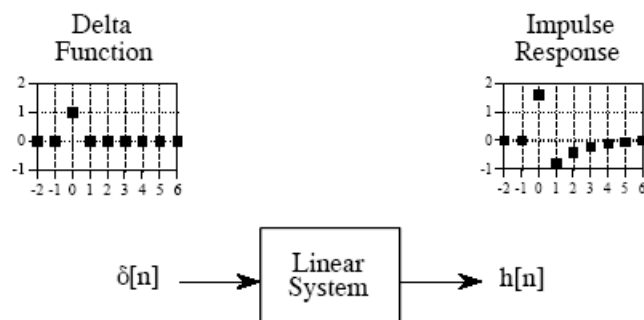 Delta
Function
Impulse
Response
2
1
0
-1
-2 -1 0 1 2 3 4 5 6
2
1
0
-1
-2 -1 0 1 2 3 4 5 6
δ[n]
Linear
System
h[n]